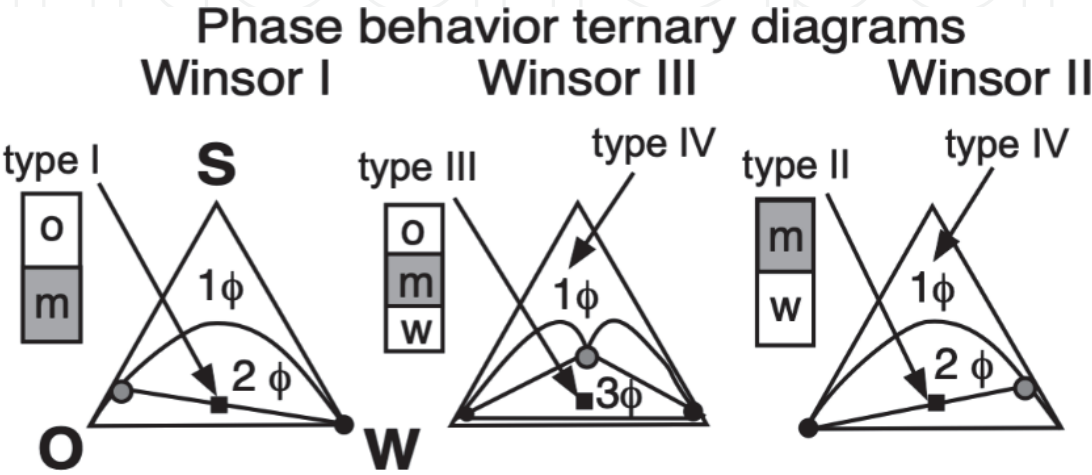 Phase behavior ternary diagrams
Winsor I
Winsor III
Winsor II
type I
S
o
m
1ϕ
2 ϕ
O
W
type III
type IV
o
m
w
1ϕ
3ϕ
type II
type IV
m
w
1ϕ
2 ϕ